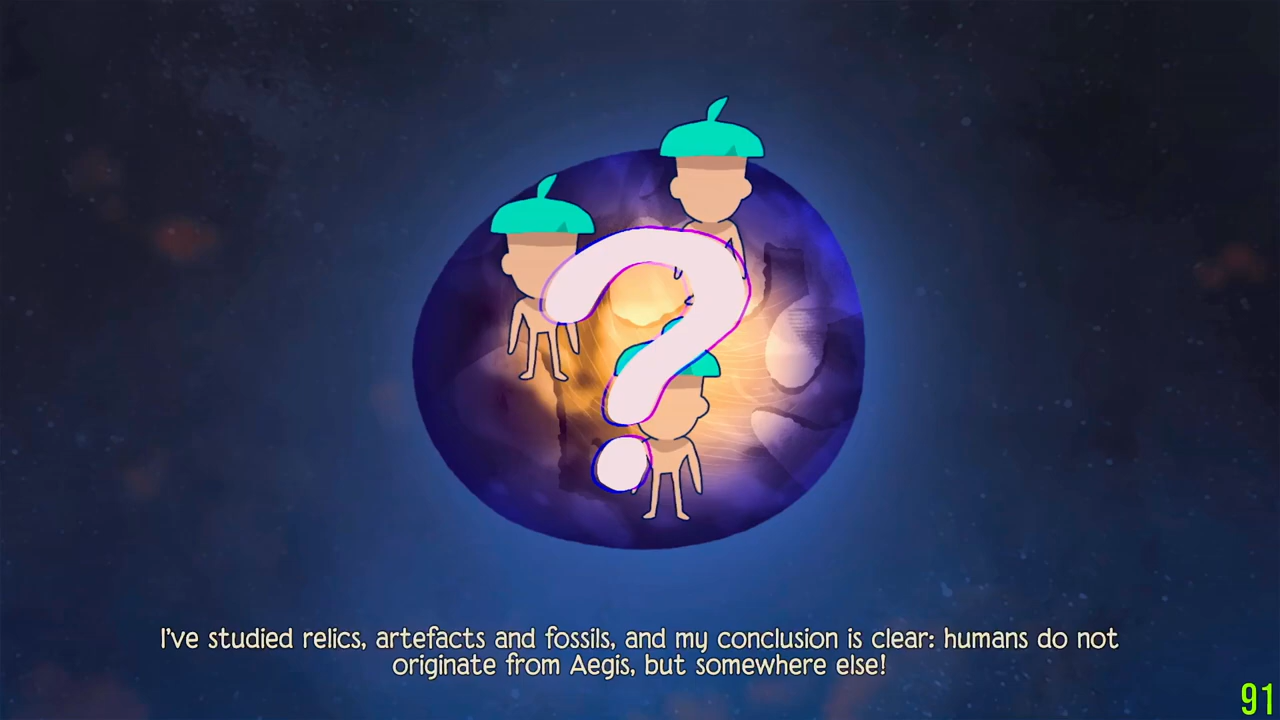 ?
I've studied relics, artefacts and fossils, and my conclusion is clear: humans do not
originate from Aegis, but somewhere else!
91